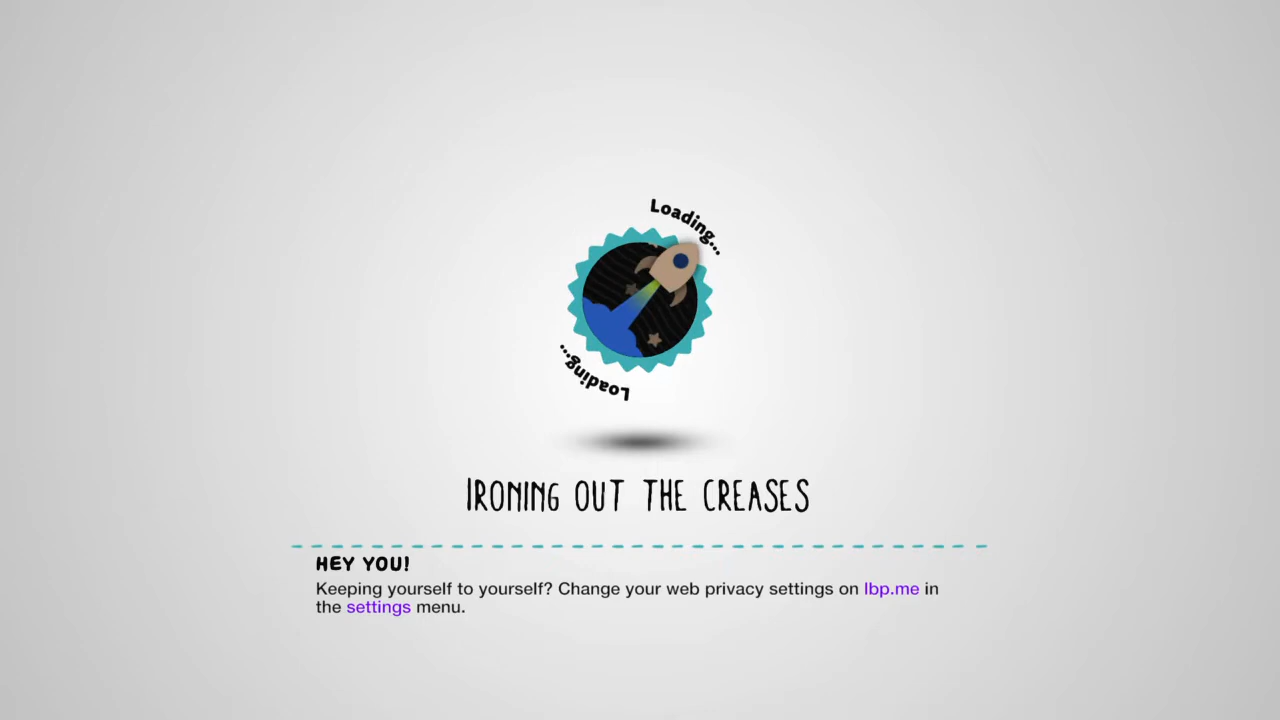 Loading...
Loading...
IRONING OUT THE CREASES
HEY YOU!
Keeping yourself to yourself? Change your web privacy settings on lbp.me in
the settings menu.